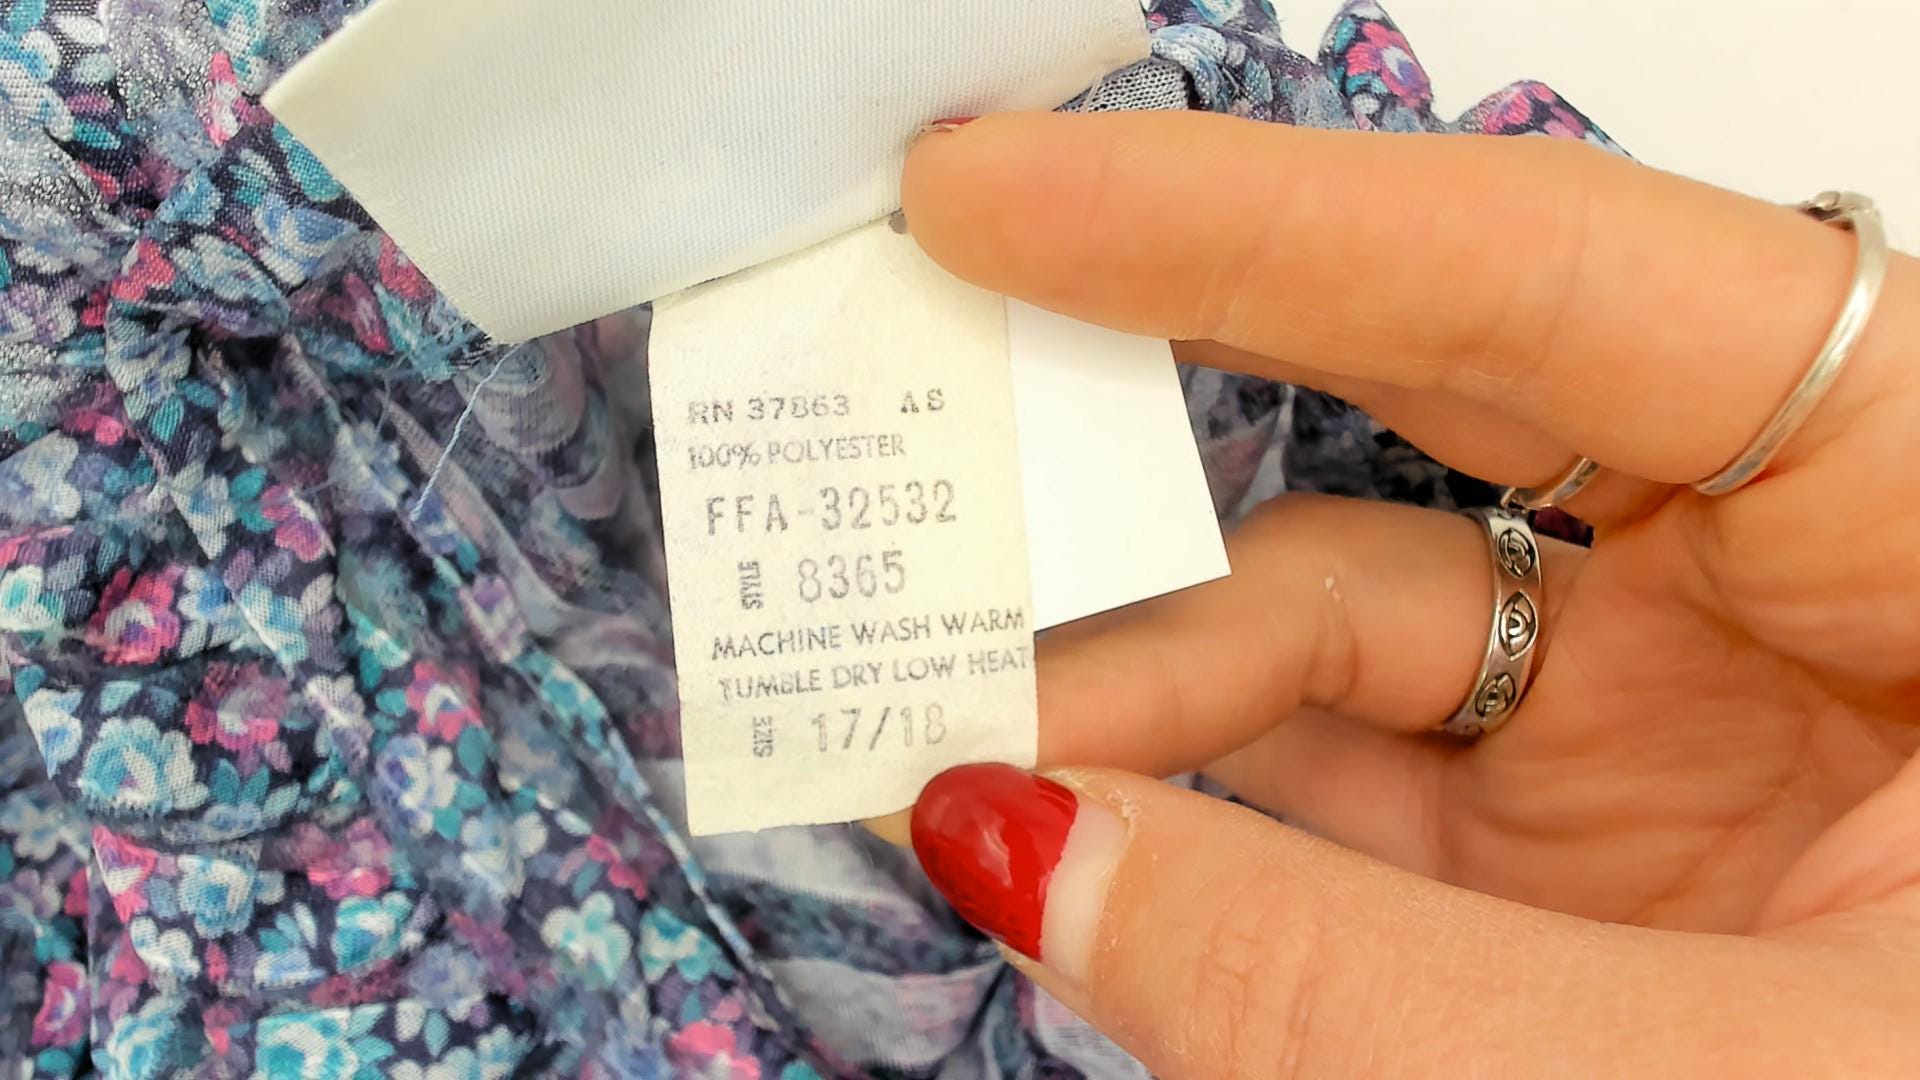 RN 37863 AS
100% POLYESTER
FFA-32532
STYLE 8365
MACHINE WASH WARM
TUMBLE DRY LOW HEAT
SIZE 17/18